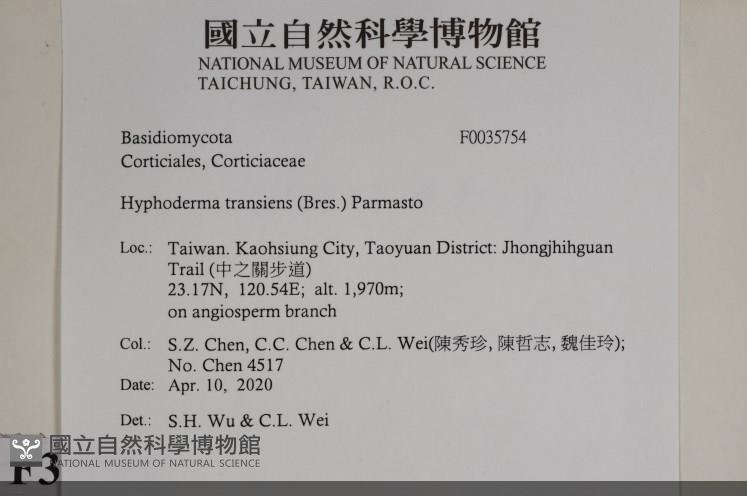 國立自然科學博物館
NATIONAL MUSEUM OF NATURAL SCIENCE
TAICHUNG, TAIWAN, R.O.C.
Basidiomycota F0035754
Corticiales, Corticiaceae
Hyphoderma transiens (Bres.) Parmasto
Loc.: Taiwan. Kaohsiung City, Taoyuan District: Jhongjhihguan
Trail (中之關步道)
23.17N, 120.54E; alt. 1,970m;
on angiosperm branch
Col.: S.Z. Chen, C.C. Chen & C.L. Wei(陳秀珍, 陳哲志, 魏佳玲);
No. Chen 4517
Date: Apr. 10, 2020
Det.: S.H. Wu & C.L. Wei
國立自然科學博物館
NATIONAL MUSEUM OF NATURAL SCIENCE
F3